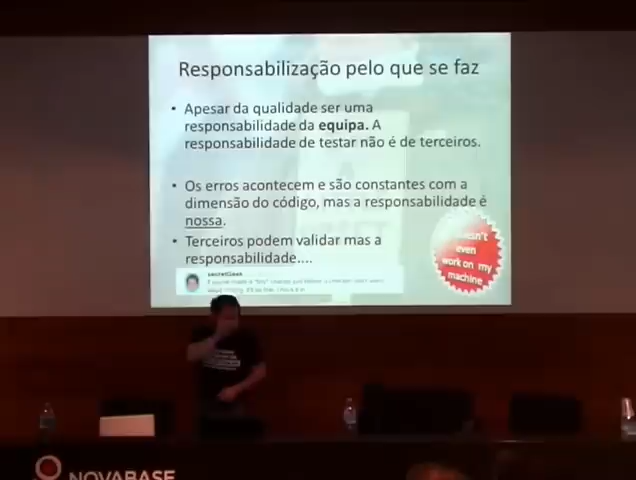 Responsabilização pelo que se faz
• Apesar da qualidade ser uma
responsabilidade da equipa. A
responsabilidade de testar não é de terceiros.
• Os erros acontecem e são constantes com a
dimensão do código, mas a responsabilidade è
nossa.
• Terceiros podem validar mas a
responsabilidade....
even
work on my
machine
NOVABASE